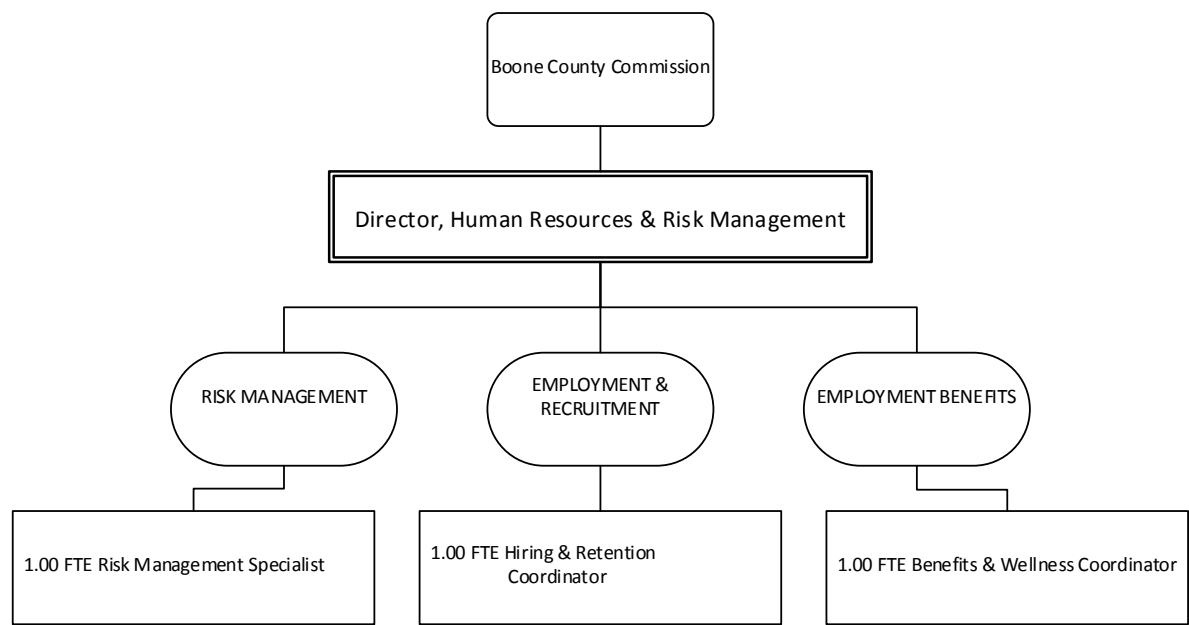 Boone County Commission
Director, Human Resources & Risk Management
RISK MANAGEMENT
EMPLOYMENT &
RECRUITMENT
EMPLOYMENT BENEFITS
1.00 FTE Risk Management Specialist
1.00 FTE Hiring & Retention
Coordinator
1.00 FTE Benefits & Wellness Coordinator